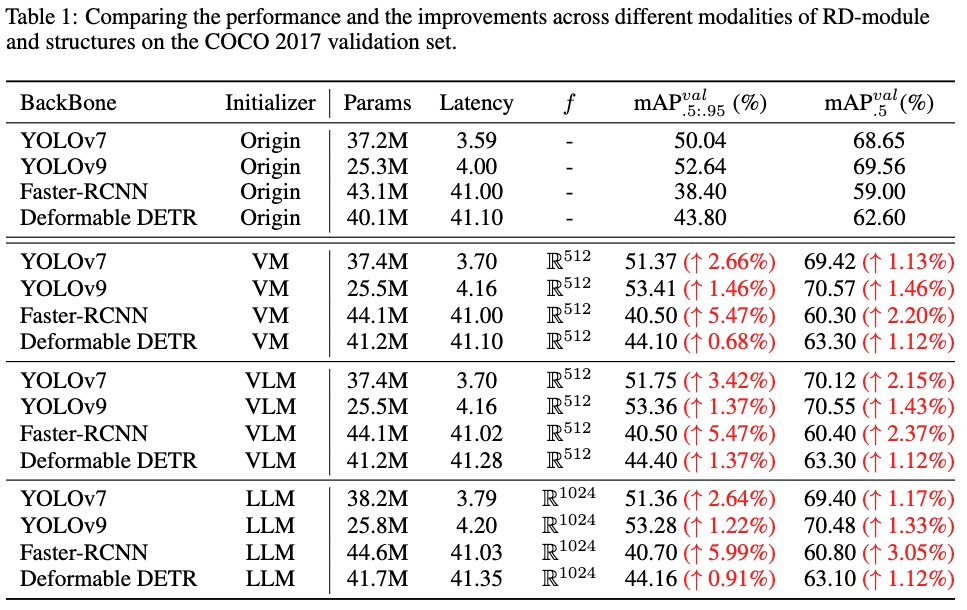 Table 1: Comparing the performance and the improvements across different modalities of RD-module
and structures on the COCO 2017 validation set.
BackBone Initializer Params Latency f mAP^{val}_{.5:.95} (%) mAP^{val}_{.5}(%)
YOLOv7 Origin 37.2M 3.59 - 50.04 68.65
YOLOv9 Origin 25.3M 4.00 - 52.64 69.56
Faster-RCNN Origin 43.1M 41.00 - 38.40 59.00
Deformable DETR Origin 40.1M 41.10 - 43.80 62.60
YOLOv7 VM 37.4M 3.70 ℝ^{512} 51.37 (↑ 2.66%) 69.42 (↑ 1.13%)
YOLOv9 VM 25.5M 4.16 ℝ^{512} 53.41 (↑ 1.46%) 70.57 (↑ 1.46%)
Faster-RCNN VM 44.1M 41.00 ℝ^{512} 40.50 (↑ 5.47%) 60.30 (↑ 2.20%)
Deformable DETR VM 41.2M 41.10 ℝ^{512} 44.10 (↑ 0.68%) 63.30 (↑ 1.12%)
YOLOv7 VLM 37.4M 3.70 ℝ^{512} 51.75 (↑ 3.42%) 70.12 (↑ 2.15%)
YOLOv9 VLM 25.5M 4.16 ℝ^{512} 53.36 (↑ 1.37%) 70.55 (↑ 1.43%)
Faster-RCNN VLM 44.1M 41.02 ℝ^{512} 40.50 (↑ 5.47%) 60.40 (↑ 2.37%)
Deformable DETR VLM 41.2M 41.28 ℝ^{512} 44.40 (↑ 1.37%) 63.30 (↑ 1.12%)
YOLOv7 LLM 38.2M 3.79 ℝ^{1024} 51.36 (↑ 2.64%) 69.40 (↑ 1.17%)
YOLOv9 LLM 25.8M 4.20 ℝ^{1024} 53.28 (↑ 1.22%) 70.48 (↑ 1.33%)
Faster-RCNN LLM 44.6M 41.03 ℝ^{1024} 40.70 (↑ 5.99%) 60.80 (↑ 3.05%)
Deformable DETR LLM 41.7M 41.35 ℝ^{1024} 44.16 (↑ 0.91%) 63.10 (↑ 1.12%)